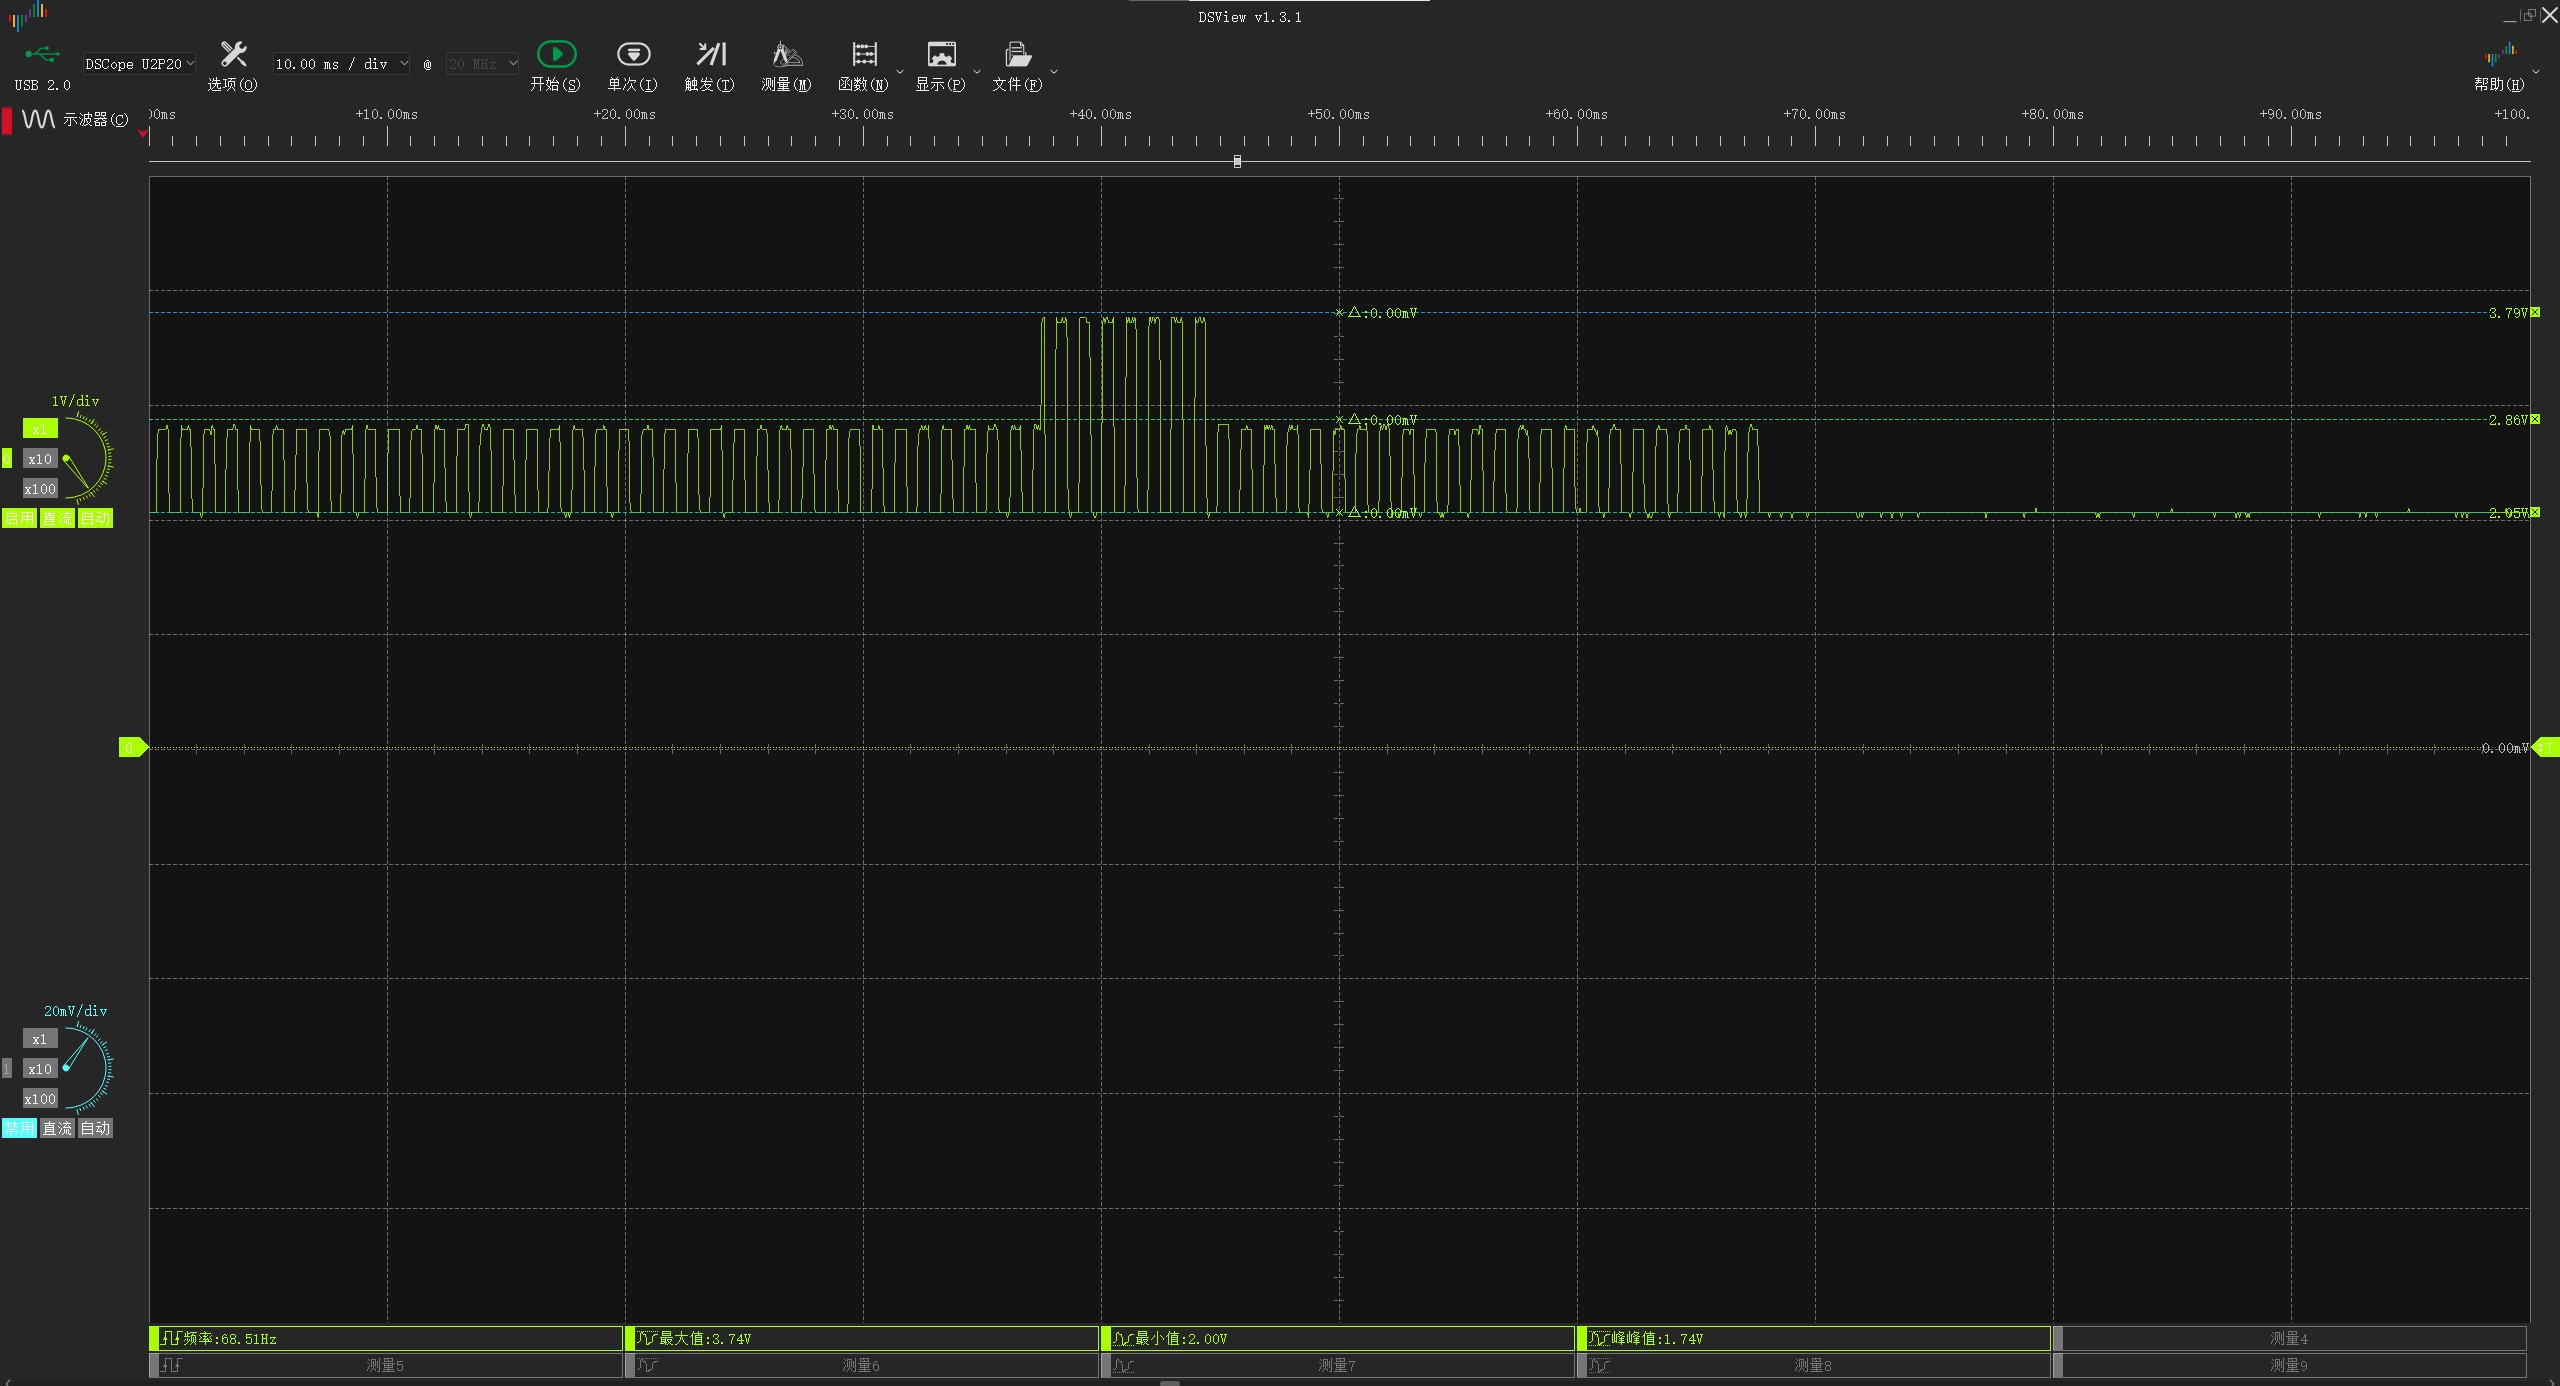 DSView v1.3.1
USB 2.0
DSCope U2P20
选项(O)
10.00 ms / div
@
20 MHz
开始(S)
单次(I)
触发(T)
测量(M)
函数(N)
显示(P)
文件(F)
帮助(H)
示波器(C)
+10.00ms
+20.00ms
+30.00ms
+40.00ms
+50.00ms
+60.00ms
+70.00ms
+80.00ms
+90.00ms
+100.
△:0.00mV
3.79V
1V/div
△:0.00mV
2.86V
x1
0
x10
x100
启用
直流
自动
△:0.00mV
2.05V
0
0.00mV
20mV/div
x1
1
x10
x100
禁用
直流
自动
频率:68.51Hz
最大值:3.74V
最小值:2.00V
峰峰值:1.74V
测量4
测量5
测量6
测量7
测量8
测量9